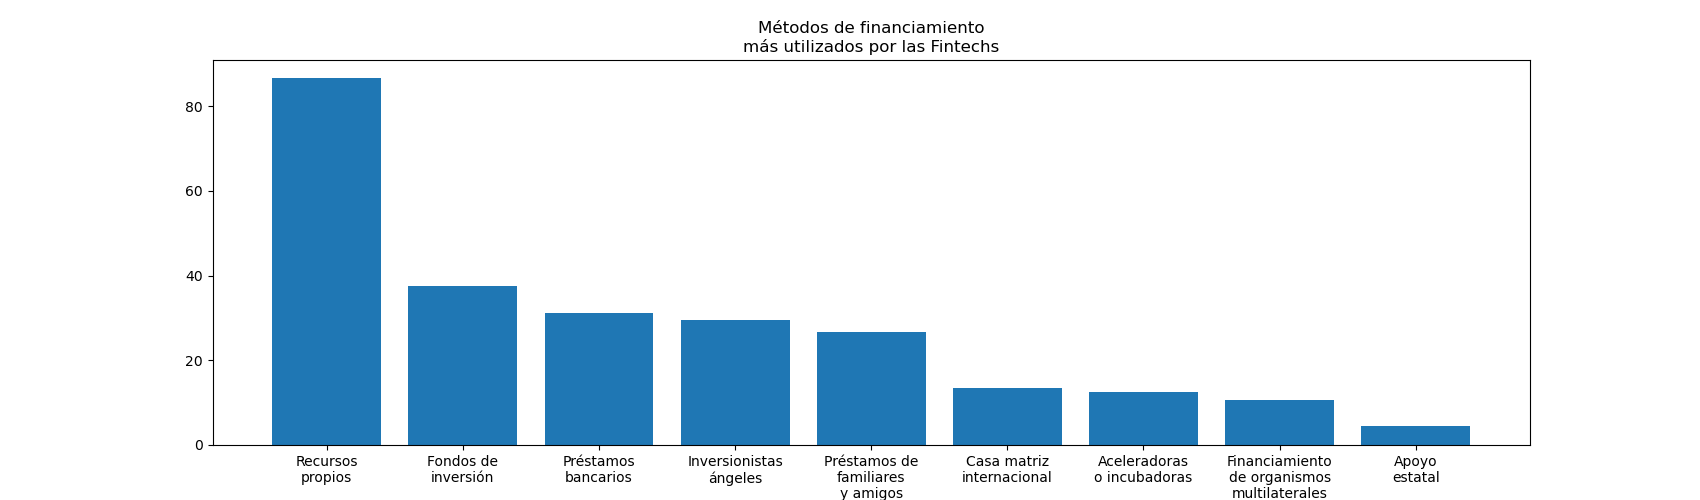 Métodos de financiamiento
más utilizados por las Fintechs
80
60
40
20
0
Recursos
propios
Fondos de
inversión
Préstamos
bancarios
Inversionistas
ángeles
Préstamos de
familiares
y amigos
Casa matriz
internacional
Aceleradoras
o incubadoras
Financiamiento
de organismos
multilaterales
Apoyo
estatal